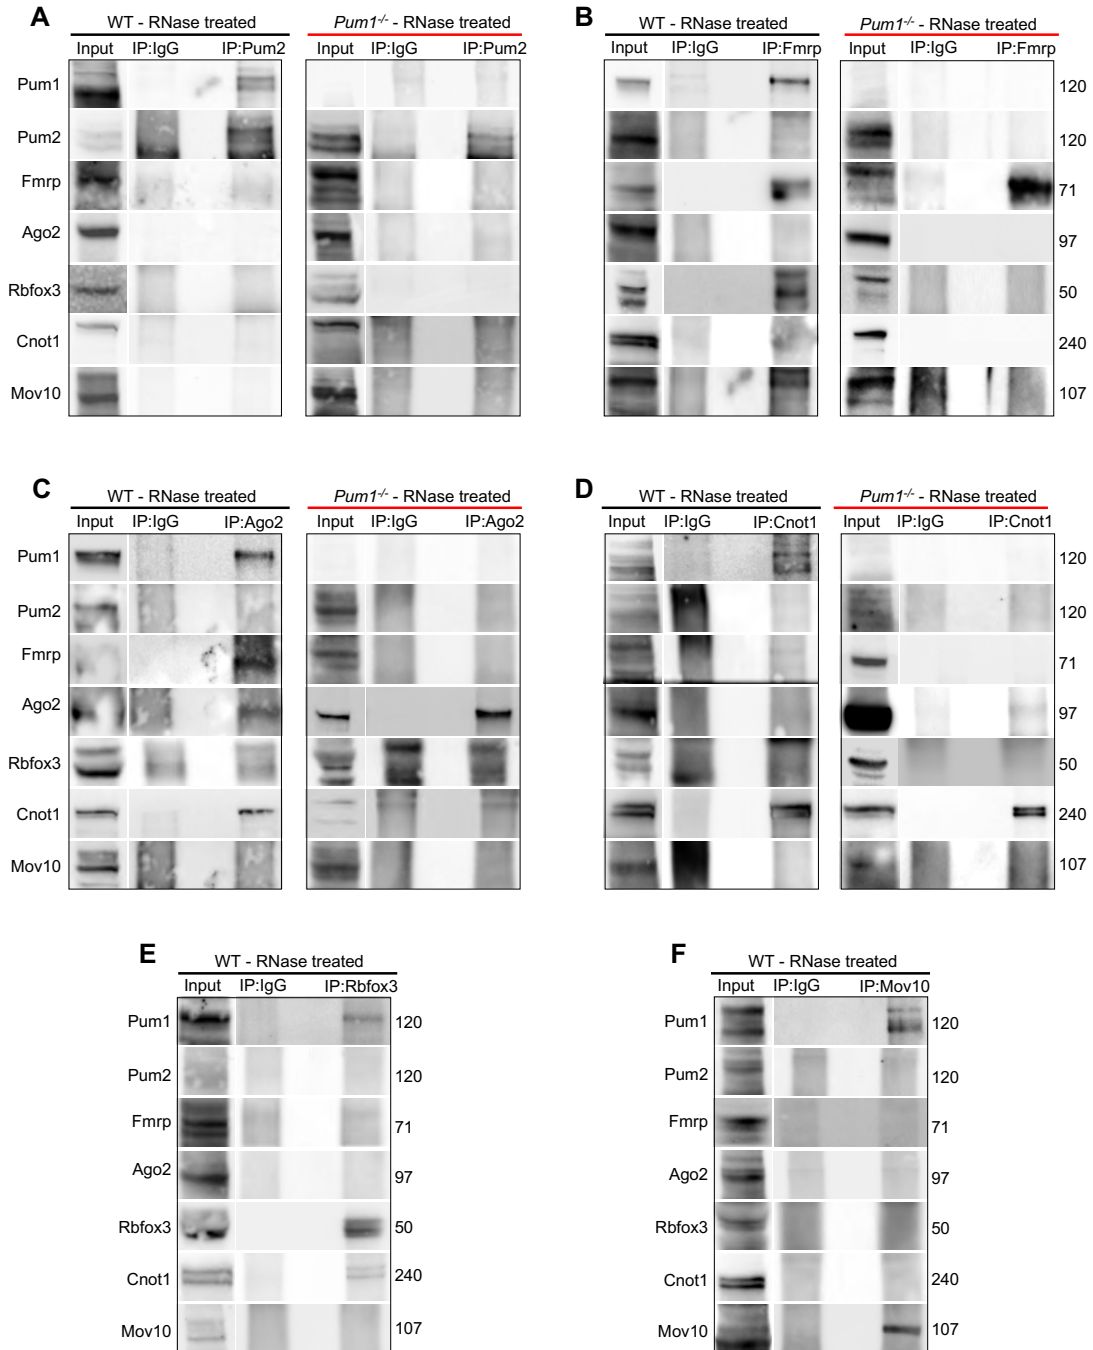 A
WT - RNase treated
Pum1-/- - RNase treated
Input IP:IgG IP:Pum2
Input IP:IgG IP:Pum2
Pum1
Pum2
Fmrp
Ago2
Rbfox3
Cnot1
Mov10
B
WT - RNase treated
Pum1-/- - RNase treated
Input IP:IgG IP:Fmrp
Input IP:IgG IP:Fmrp
120
120
71
97
50
240
107
C
WT - RNase treated
Pum1-/- - RNase treated
Input IP:IgG IP:Ago2
Input IP:IgG IP:Ago2
Pum1
Pum2
Fmrp
Ago2
Rbfox3
Cnot1
Mov10
D
WT - RNase treated
Pum1-/- - RNase treated
Input IP:IgG IP:Cnot1
Input IP:IgG IP:Cnot1
120
120
71
97
50
240
107
E
WT - RNase treated
Input IP:IgG IP:Rbfox3
Pum1 120
Pum2 120
Fmrp 71
Ago2 97
Rbfox3 50
Cnot1 240
Mov10 107
F
WT - RNase treated
Input IP:IgG IP:Mov10
Pum1 120
Pum2 120
Fmrp 71
Ago2 97
Rbfox3 50
Cnot1 240
Mov10 107